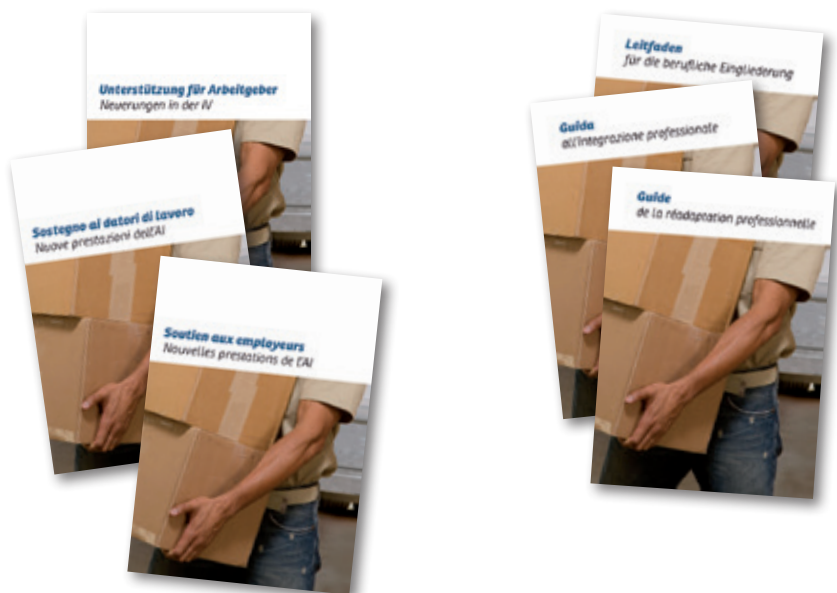 Unterstützung für Arbeitgeber
Neuerungen in der IV
Sostegno ai datori di lavoro
Nuove prestazioni dell'AI
Soutien aux employeurs
Nouvelles prestations de l'AI
Leitfaden
für die berufliche Eingliederung
Guida
all'integrazione professionale
Guide
de la réadaptation professionnelle